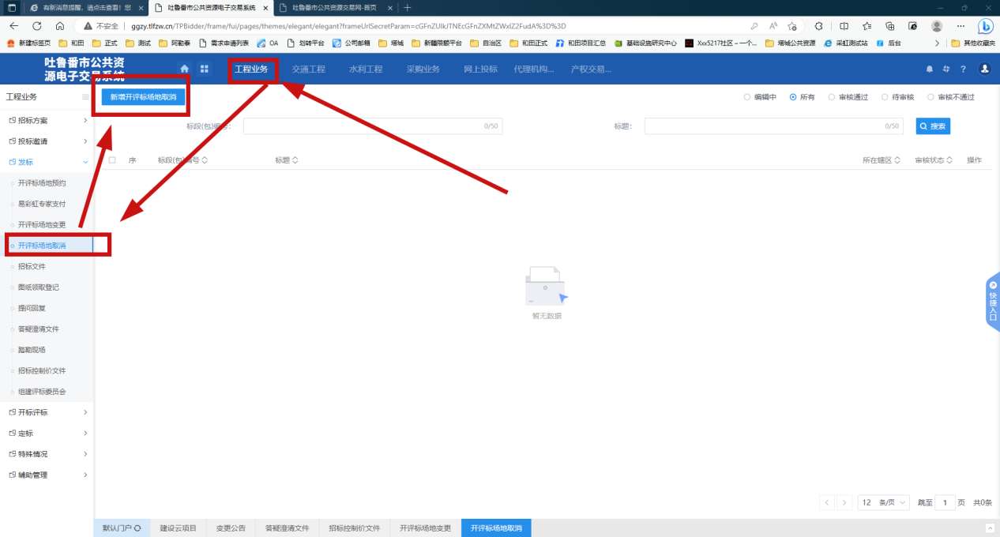 有新消息提醒，请点击查看！您
吐鲁番市公共资源电子交易系统
吐鲁番市公共资源交易网-首页
不安全
ggzy.tlfzw.cn/TPBidder/frame/fui/pages/themes/elegant/elegant?frameUrlSecretParam=cGFnZUlkJTNEcGFnZXMtZWxlZ2FudA%3D%3D
新建标签页 和田 正式 测试 阿勒泰 需求申请列表 OA 划转平台 公司邮箱 塔城 新疆限额平台 自治区 和田正式 和田项目汇总 基础设施研究中心 Xxx5217社区 – 一个... 塔城公共资源 采虹测试站 后台 其他收藏夹
吐鲁番市公共资
源电子交易系统
工程业务 交通工程 水利工程 采购业务 网上投标 代理机构... 产权交易...
工程业务
新增开评标场地取消
编辑中 所有 审核通过 待审核 审核不通过
招标方案
标段(包)编号： 0/50 标题： 0/50 搜索
投标邀请
发标
序 标段(包)编号 标题 所在辖区 审核状态 操作
开评标场地预约
易彩虹专家支付
开评标场地变更
开评标场地取消
招标文件
图纸领取登记
提问回复
答疑澄清文件
踏勘现场
招标控制价文件
组建评标委员会
开标评标
定标
特殊情况
辅助管理
暂无数据
快捷入口
12 条/页 跳至 1 页 共0条
默认门户 建设云项目 变更公告 答疑澄清文件 招标控制价文件 开评标场地变更 开评标场地取消